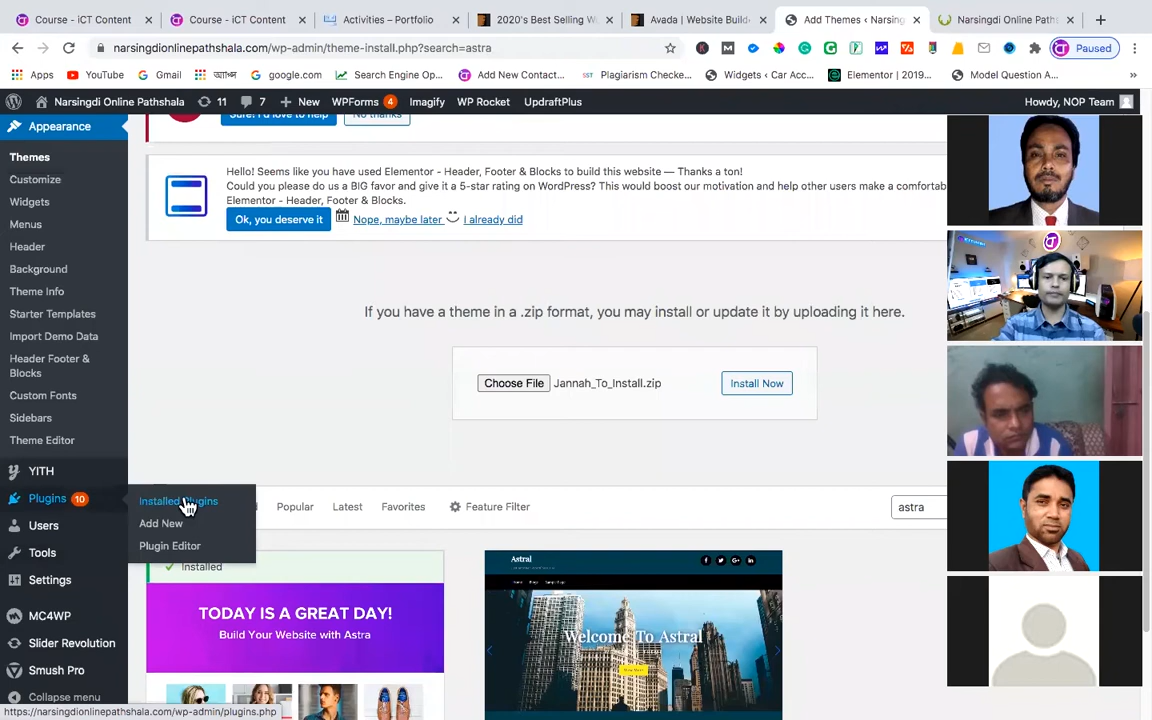 Course - iCT Content
Course - iCT Content
Activities – Portfolio
2020's Best Selling W
Avada | Website Build
Add Themes ‹ Narsing
Narsingdi Online Path
narsingdionlinepathshala.com/wp-admin/theme-install.php?search=astra
Paused
Apps
YouTube
Gmail
google.com
Search Engine Op...
Add New Contact...
Plagiarism Checke...
Widgets ‹ Car Acc...
Elementor | 2019...
Model Question A...
Narsingdi Online Pathshala
11
7
New
WPForms 4
Imagify
WP Rocket
UpdraftPlus
Howdy, NOP Team
Appearance
Themes
Customize
Widgets
Menus
Header
Background
Theme Info
Starter Templates
Import Demo Data
Header Footer &
Blocks
Custom Fonts
Sidebars
Theme Editor
YITH
Plugins 10
Users
Tools
Settings
MC4WP
Slider Revolution
Smush Pro
Collapse menu
Installed Plugins
Add New
Plugin Editor
Sure! I'd love to help
No thanks
Hello! Seems like you have used Elementor - Header, Footer & Blocks to build this website — Thanks a ton!
Could you please do us a BIG favor and give it a 5-star rating on WordPress? This would boost our motivation and help other users make a comfortab
Elementor - Header, Footer & Blocks.
Ok, you deserve it
Nope, maybe later
I already did
If you have a theme in a .zip format, you may install or update it by uploading it here.
Choose File
Jannah_To_Install.zip
Install Now
Popular
Latest
Favorites
Feature Filter
astra
Installed
TODAY IS A GREAT DAY!
Build Your Website with Astra
Astral
Welcome To Astral
https://narsingdionlinepathshala.com/wp-admin/plugins.php